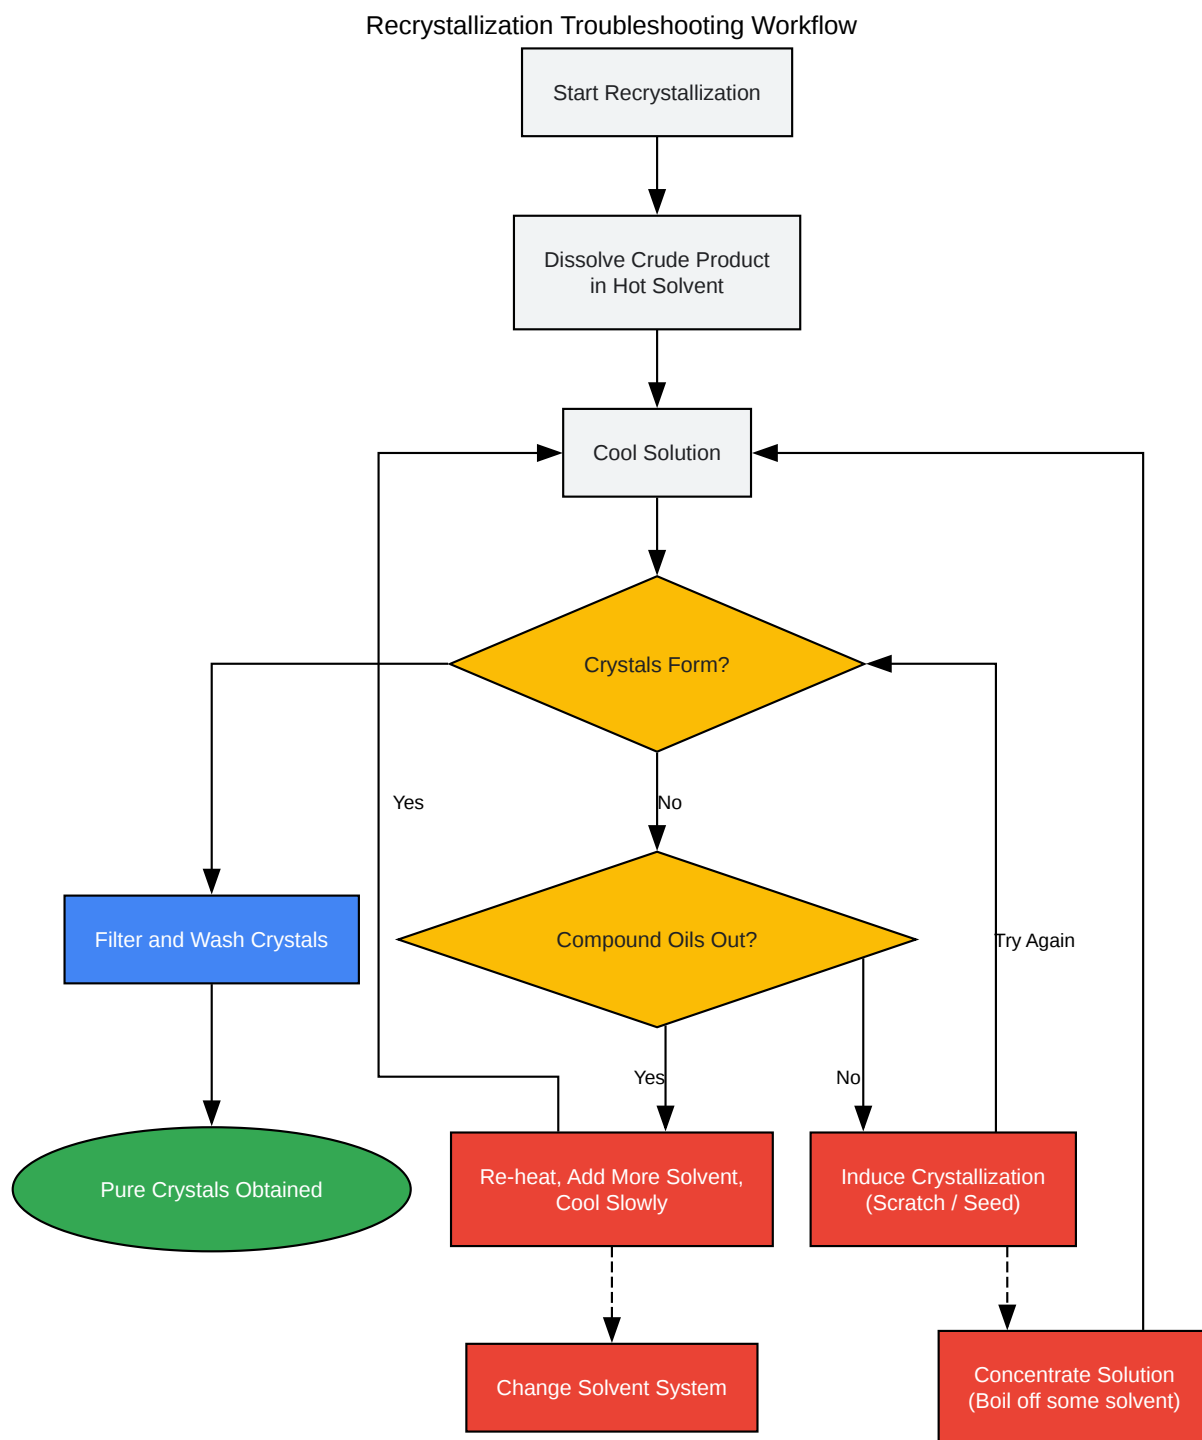 Recrystallization Troubleshooting Workflow
Start Recrystallization
Dissolve Crude Product
in Hot Solvent
Cool Solution
Crystals Form?
Yes
No
Filter and Wash Crystals
Compound Oils Out?
Try Again
Yes
No
Pure Crystals Obtained
Re-heat, Add More Solvent,
Cool Slowly
Induce Crystallization
(Scratch / Seed)
Change Solvent System
Concentrate Solution
(Boil off some solvent)